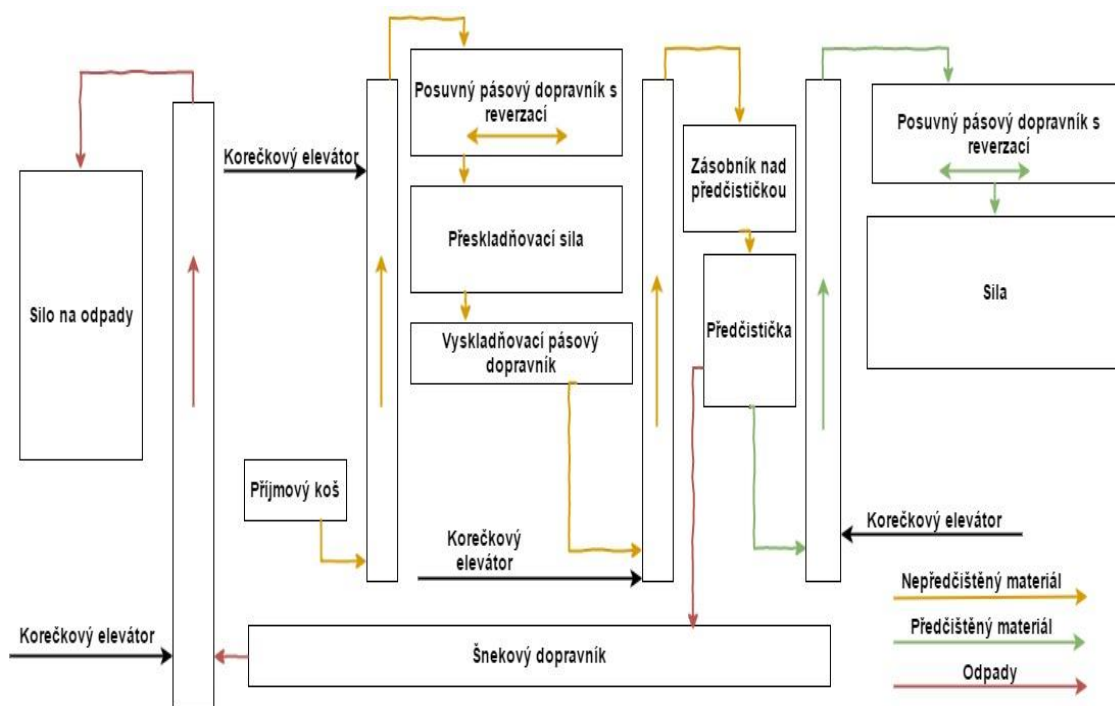 Posuvný pásový dopravník s
reverzací
Posuvný pásový dopravník s
reverzací
Korečkový elevátor
Zásobník nad
předčističkou
Přeskladňovací sila
Silo na odpady
Sila
Předčistička
Vyskladňovací pásový
dopravník
Příjmový koš
Korečkový
elevátor
Korečkový elevátor
Nepředčištěný materiál
Korečkový elevátor
Předčištěný materiál
Šnekový dopravník
Odpady